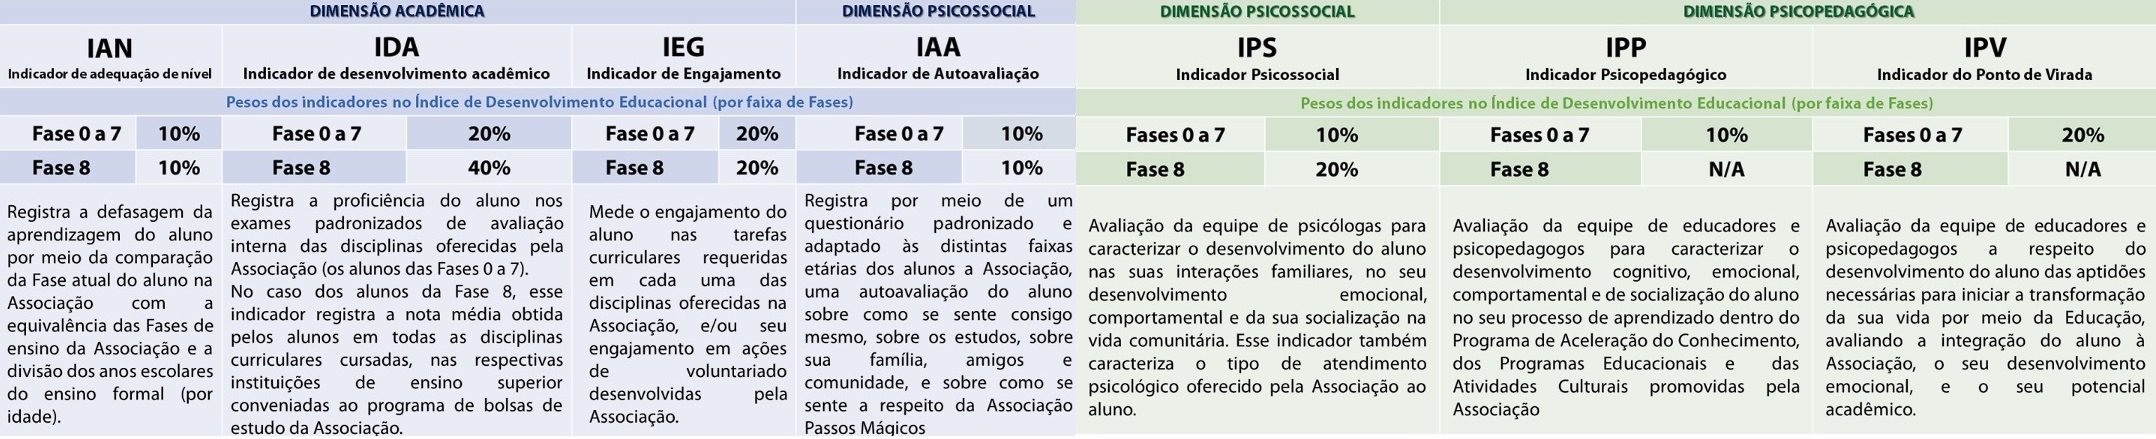 DIMENSÃO ACADÊMICA
DIMENSÃO PSICOSSOCIAL
DIMENSÃO PSICOSSOCIAL
DIMENSÃO PSICOPEDAGÓGICA
IAN
Indicador de adequação de nível
IDA
Indicador de desenvolvimento acadêmico
IEG
Indicador de Engajamento
IAA
Indicador de Autoavaliação
IPS
Indicador Psicossocial
IPP
Indicador Psicopedagógico
IPV
Indicador do Ponto de Virada
Pesos dos indicadores no Índice de Desenvolvimento Educacional (por faixa de Fases)
Pesos dos indicadores no Índice de Desenvolvimento Educacional (por faixa de Fases)
Fase 0 a 7 10% Fase 0 a 7 20% Fase 0 a 7 20% Fase 0 a 7 10% Fases 0 a 7 10% Fases 0 a 7 10% Fases 0 a 7 20%
Fase 8 10% Fase 8 40% Fase 8 20% Fase 8 10% Fase 8 20% Fase 8 N/A Fase 8 N/A
Registra a defasagem da
aprendizagem do aluno
por meio da comparação
da Fase atual do aluno na
Associação com a
equivalência das Fases de
ensino da Associação e a
divisão dos anos escolares
do ensino formal (por
idade).
Registra a proficiência do aluno nos
exames padronizados de avaliação
interna das disciplinas oferecidas pela
Associação (os alunos das Fases 0 a 7).
No caso dos alunos da Fase 8, esse
indicador registra a nota média obtida
pelos alunos em todas as disciplinas
curriculares cursadas, nas respectivas
instituições de ensino superior
conveniadas ao programa de bolsas de
estudo da Associação.
Mede o engajamento do
aluno nas tarefas
curriculares requeridas
em cada uma das
disciplinas oferecidas na
Associação, e/ou seu
engajamento em ações
de voluntariado
desenvolvidas pela
Associação.
Registra por meio de um
questionário padronizado e
adaptado às distintas faixas
etárias dos alunos a Associação,
uma autoavaliação do aluno
sobre como se sente consigo
mesmo, sobre os estudos, sobre
sua família, amigos e
comunidade, e sobre como se
sente a respeito da Associação
Passos Mágicos
Avaliação da equipe de psicólogas para
caracterizar o desenvolvimento do aluno
nas suas interações familiares, no seu
desenvolvimento emocional,
comportamental e da sua socialização na
vida comunitária. Esse indicador também
caracteriza o tipo de atendimento
psicológico oferecido pela Associação ao
aluno.
Avaliação da equipe de educadores e
psicopedagogos para caracterizar o
desenvolvimento cognitivo, emocional,
comportamental e de socialização do aluno
no seu processo de aprendizado dentro do
Programa de Aceleração do Conhecimento,
dos Programas Educacionais e das
Atividades Culturais promovidas pela
Associação
Avaliação da equipe de educadores e
psicopedagogos a respeito do
desenvolvimento do aluno das aptidões
necessárias para iniciar a transformação
da sua vida por meio da Educação,
avaliando a integração do aluno à
Associação, o seu desenvolvimento
emocional, e o seu potencial
acadêmico.